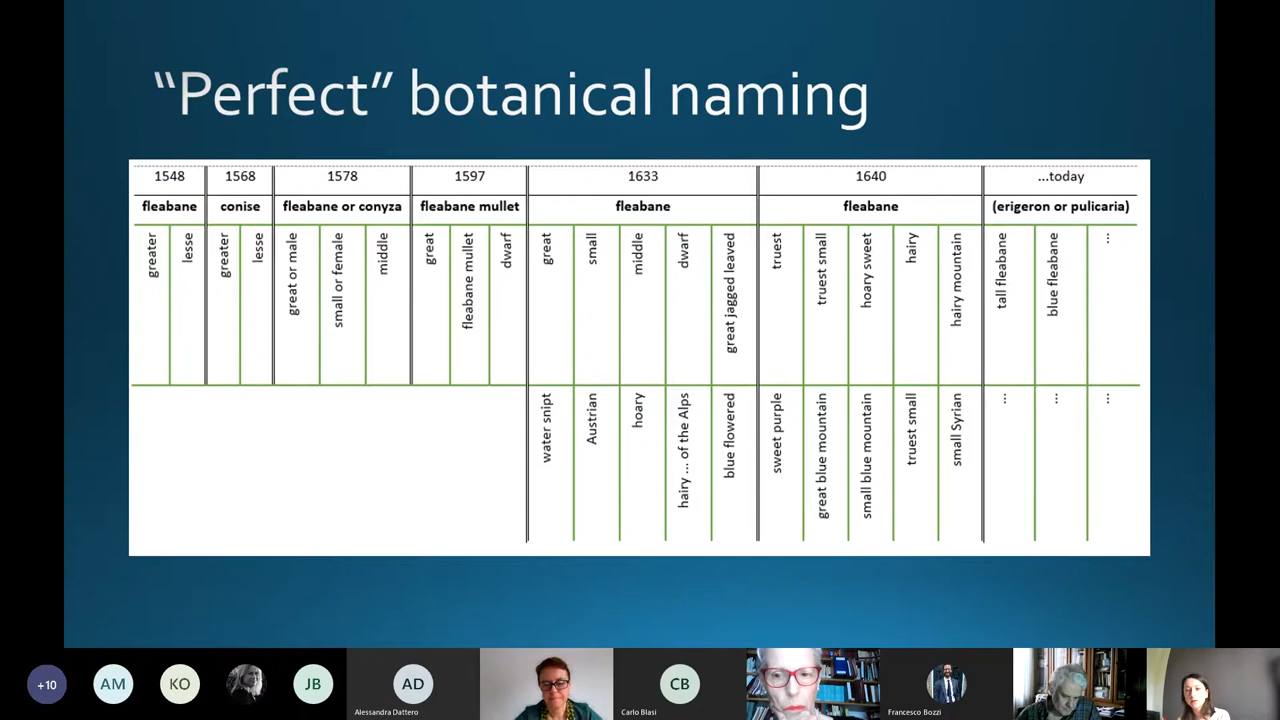 “Perfect” botanical naming
1548 1568 1578 1597 1633 1640 ...today
fleabane conise fleabane or conyza fleabane mullet fleabane fleabane (erigeron or pulicaria)
greater
lesse
greater
lesse
great or male
small or female
middle
great
fleabane mullet
dwarf
great
small
middle
dwarf
great jagged leaved
truest
truest small
hoary sweet
hairy
hairy mountain
tall fleabane
blue fleabane
...
water snipt
Austrian
hoary
hairy ... of the Alps
blue flowered
sweet purple
great blue mountain
small blue mountain
truest small
small Syrian
...
...
...
+10 AM KO JB AD CB
Alessandra Dattero Carlo Blasi Francesco Bozzi